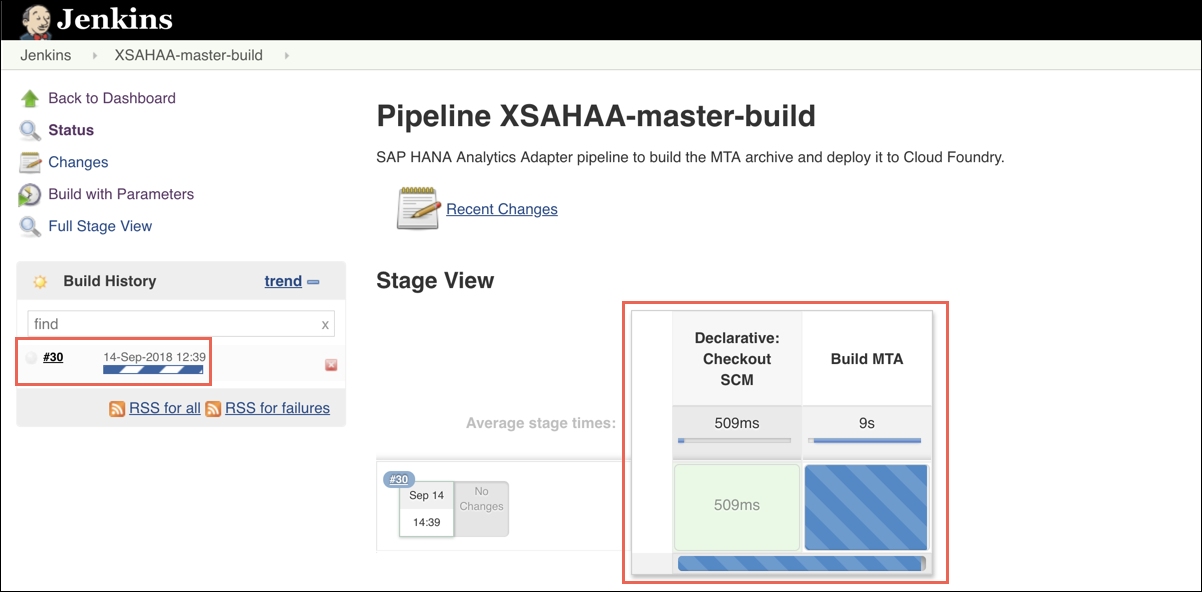 Jenkins
Jenkins
XSAHAA-master-build
Back to Dashboard
Status
Changes
Build with Parameters
Full Stage View
Build History
trend
find
x
#30
14-Sep-2018 12:39
RSS for all
RSS for failures
Pipeline XSAHAA-master-build
SAP HANA Analytics Adapter pipeline to build the MTA archive and deploy it to Cloud Foundry.
Recent Changes
Stage View
Declarative:
Checkout
SCM
Build MTA
Average stage times:
509ms
9s
#30
Sep 14
14:39
No
Changes
509ms